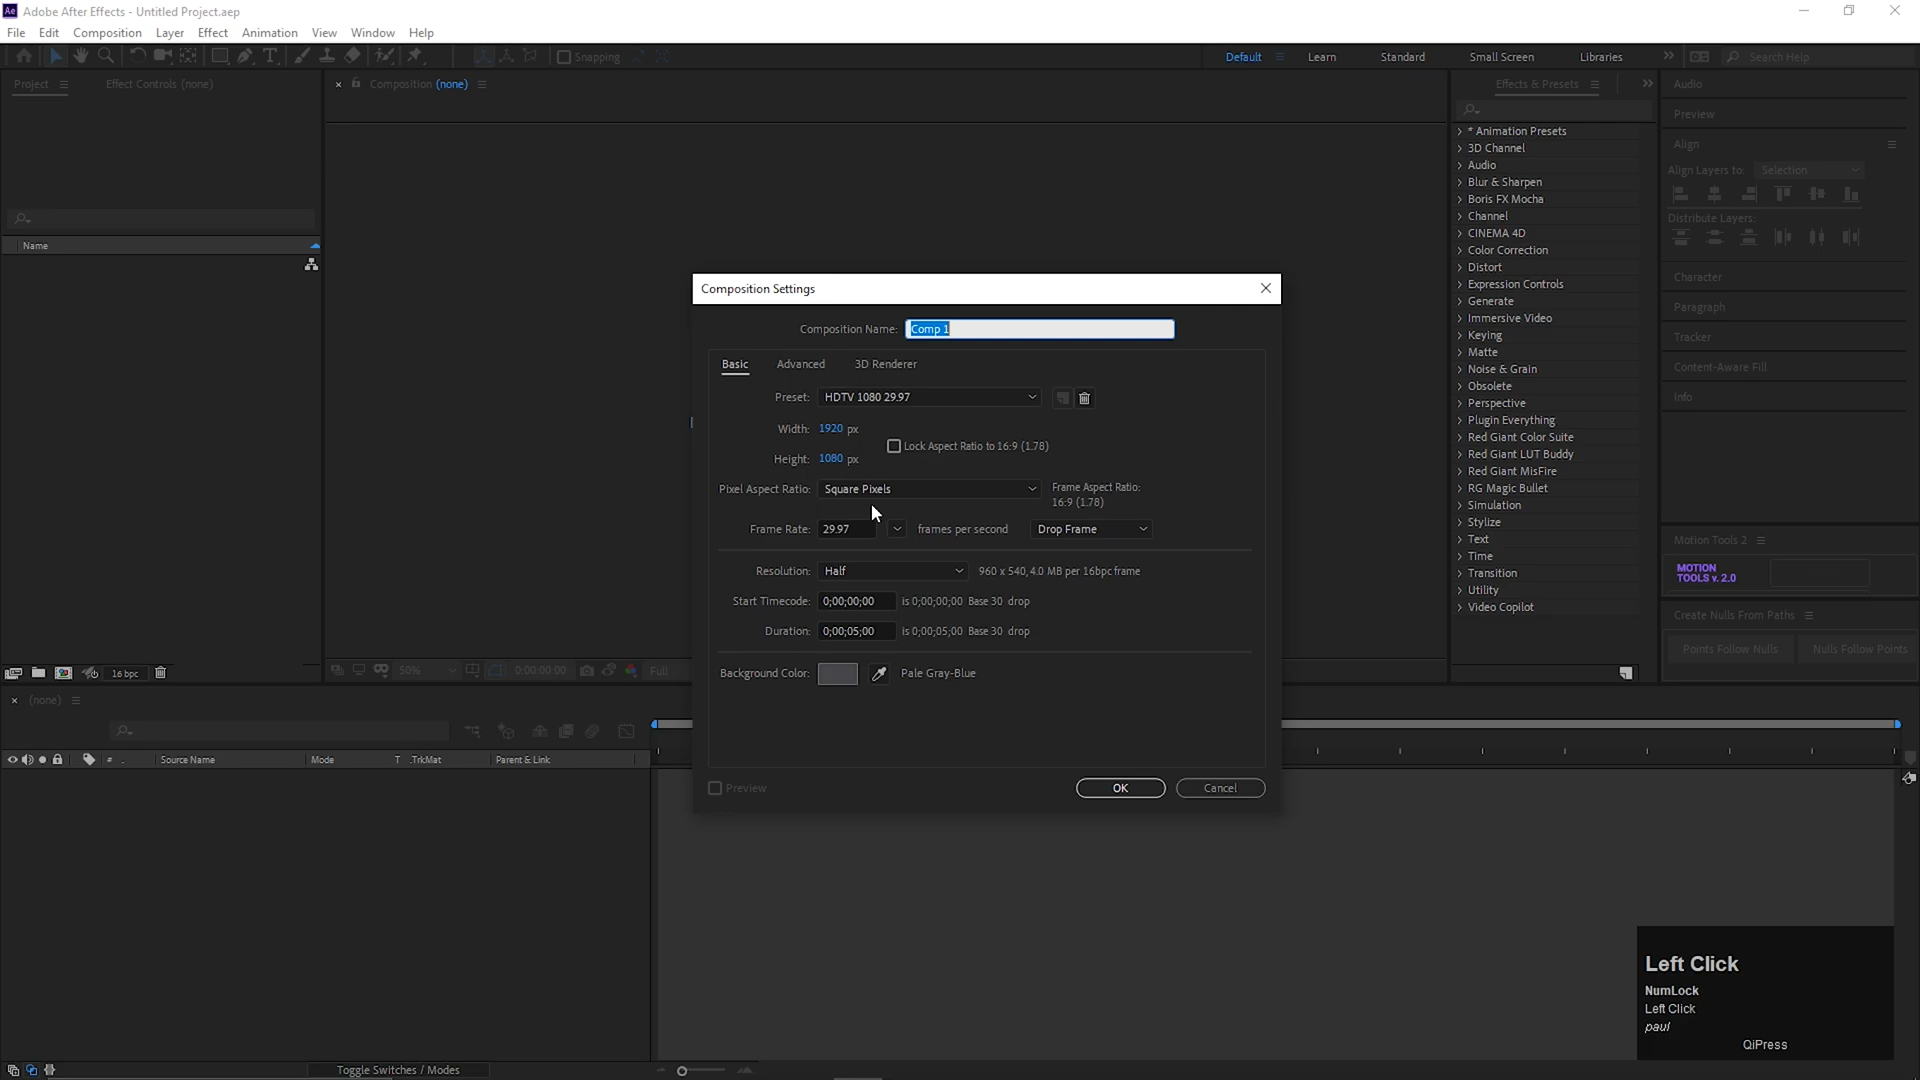 Adobe After Effects - Untitled Project.aep
File Edit Composition Layer Effect Animation View Window Help
Snapping
Default Learn Standard Small Screen Libraries
Search Help
Project
Effect Controls (none)
Composition (none)
Name
16 bpc
50%
0:00:00:00
Full
Composition Settings
Composition Name: Comp 1
Basic Advanced 3D Renderer
Preset: HDTV 1080 29.97
Width: 1920 px
Lock Aspect Ratio to 16:9 (1.78)
Height: 1080 px
Pixel Aspect Ratio: Square Pixels
Frame Aspect Ratio:
16:9 (1.78)
Frame Rate: 29.97 frames per second Drop Frame
Resolution: Half 960 x 540, 4.0 MB per 16bpc frame
Start Timecode: 0;00;00;00 is 0;00;00;00 Base 30 drop
Duration: 0;00;05;00 is 0;00;05;00 Base 30 drop
Background Color: Pale Gray-Blue
Preview
OK
Cancel
Effects & Presets
* Animation Presets
3D Channel
Audio
Blur & Sharpen
Boris FX Mocha
Channel
CINEMA 4D
Color Correction
Distort
Expression Controls
Generate
Immersive Video
Keying
Matte
Noise & Grain
Obsolete
Perspective
Plugin Everything
Red Giant Color Suite
Red Giant LUT Buddy
Red Giant MisFire
RG Magic Bullet
Simulation
Stylize
Text
Time
Transition
Utility
Video Copilot
Audio
Preview
Align
Align Layers to: Selection
Distribute Layers:
Character
Paragraph
Tracker
Content-Aware Fill
Info
Motion Tools 2
MOTION
TOOLS v. 2.0
Create Nulls From Paths
Points Follow Nulls
Nulls Follow Points
(none)
# . Source Name Mode T .TrkMat Parent & Link
Toggle Switches / Modes
Left Click
NumLock
Left Click
paul
QiPress